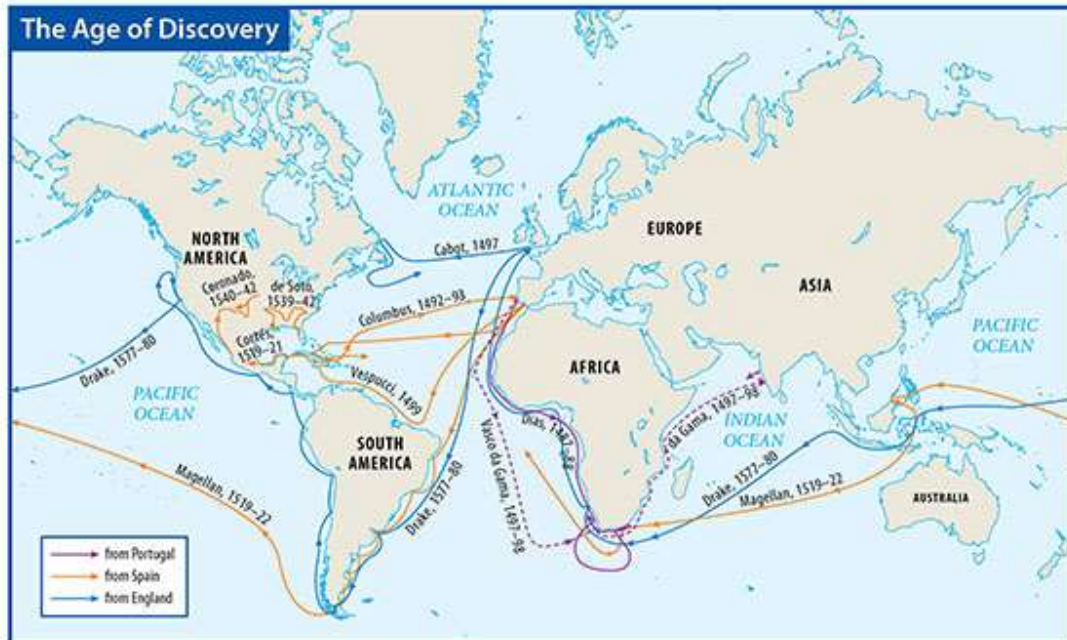 The Age of Discovery
ATLANTIC
OCEAN
NORTH
AMERICA
EUROPE
ASIA
Cabot, 1497
Coronado,
1540–42
de Soto,
1539–42
Columbus, 1492–93
Cortés,
1519–21
Vespucci, 1499
Drake, 1577–80
PACIFIC
OCEAN
PACIFIC
OCEAN
AFRICA
SOUTH
AMERICA
Dias, 1487–88
Vasco da Gama, 1497–98
da Gama, 1497–98
INDIAN
OCEAN
Drake, 1577–80
Drake, 1577–80
Magellan, 1519–22
Magellan, 1519–22
AUSTRALIA
from Portugal
from Spain
from England